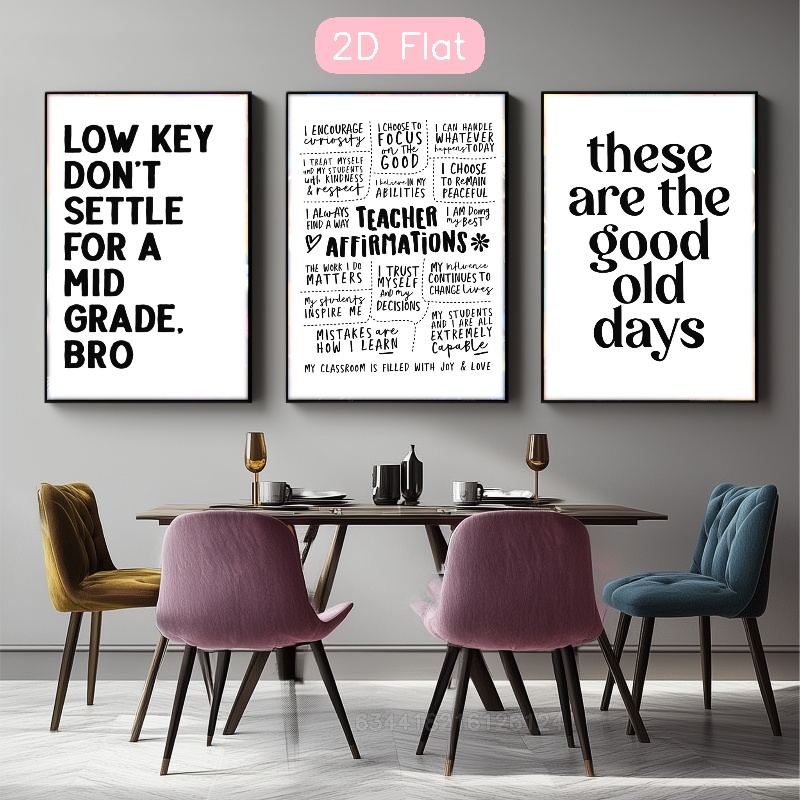 2D Flat
LOW KEY
DON'T
SETTLE
FOR A
MID
GRADE,
BRO
I ENCOURAGE
curiosity
I CHOOSE TO
FOCUS
on THE
GOOD
I CAN HANDLE
WHATEVER
happens TODAY
I TREAT MYSELF
and MY STUDENTS
with KINDNESS
& respect
I believe IN MY
ABILITIES
I CHOOSE
TO REMAIN
PEACEFUL
I ALWAYS
FIND A WAY
TEACHER
AFFIRMATIONS
I AM Doing
my BEST
THE WORK I DO
MATTERS
I TRUST
MYSELF
AND my
DECISIONS
MY influence
CONTINUES TO
CHANGE lives
My students
INSPIRE ME
MISTAKES are
HOW I LEARN
MY STUDENTS
AND I ARE ALL
EXTREMELY
Capable
MY CLASSROOM IS FILLED WITH JOY & LOVE
these
are the
good
old
days